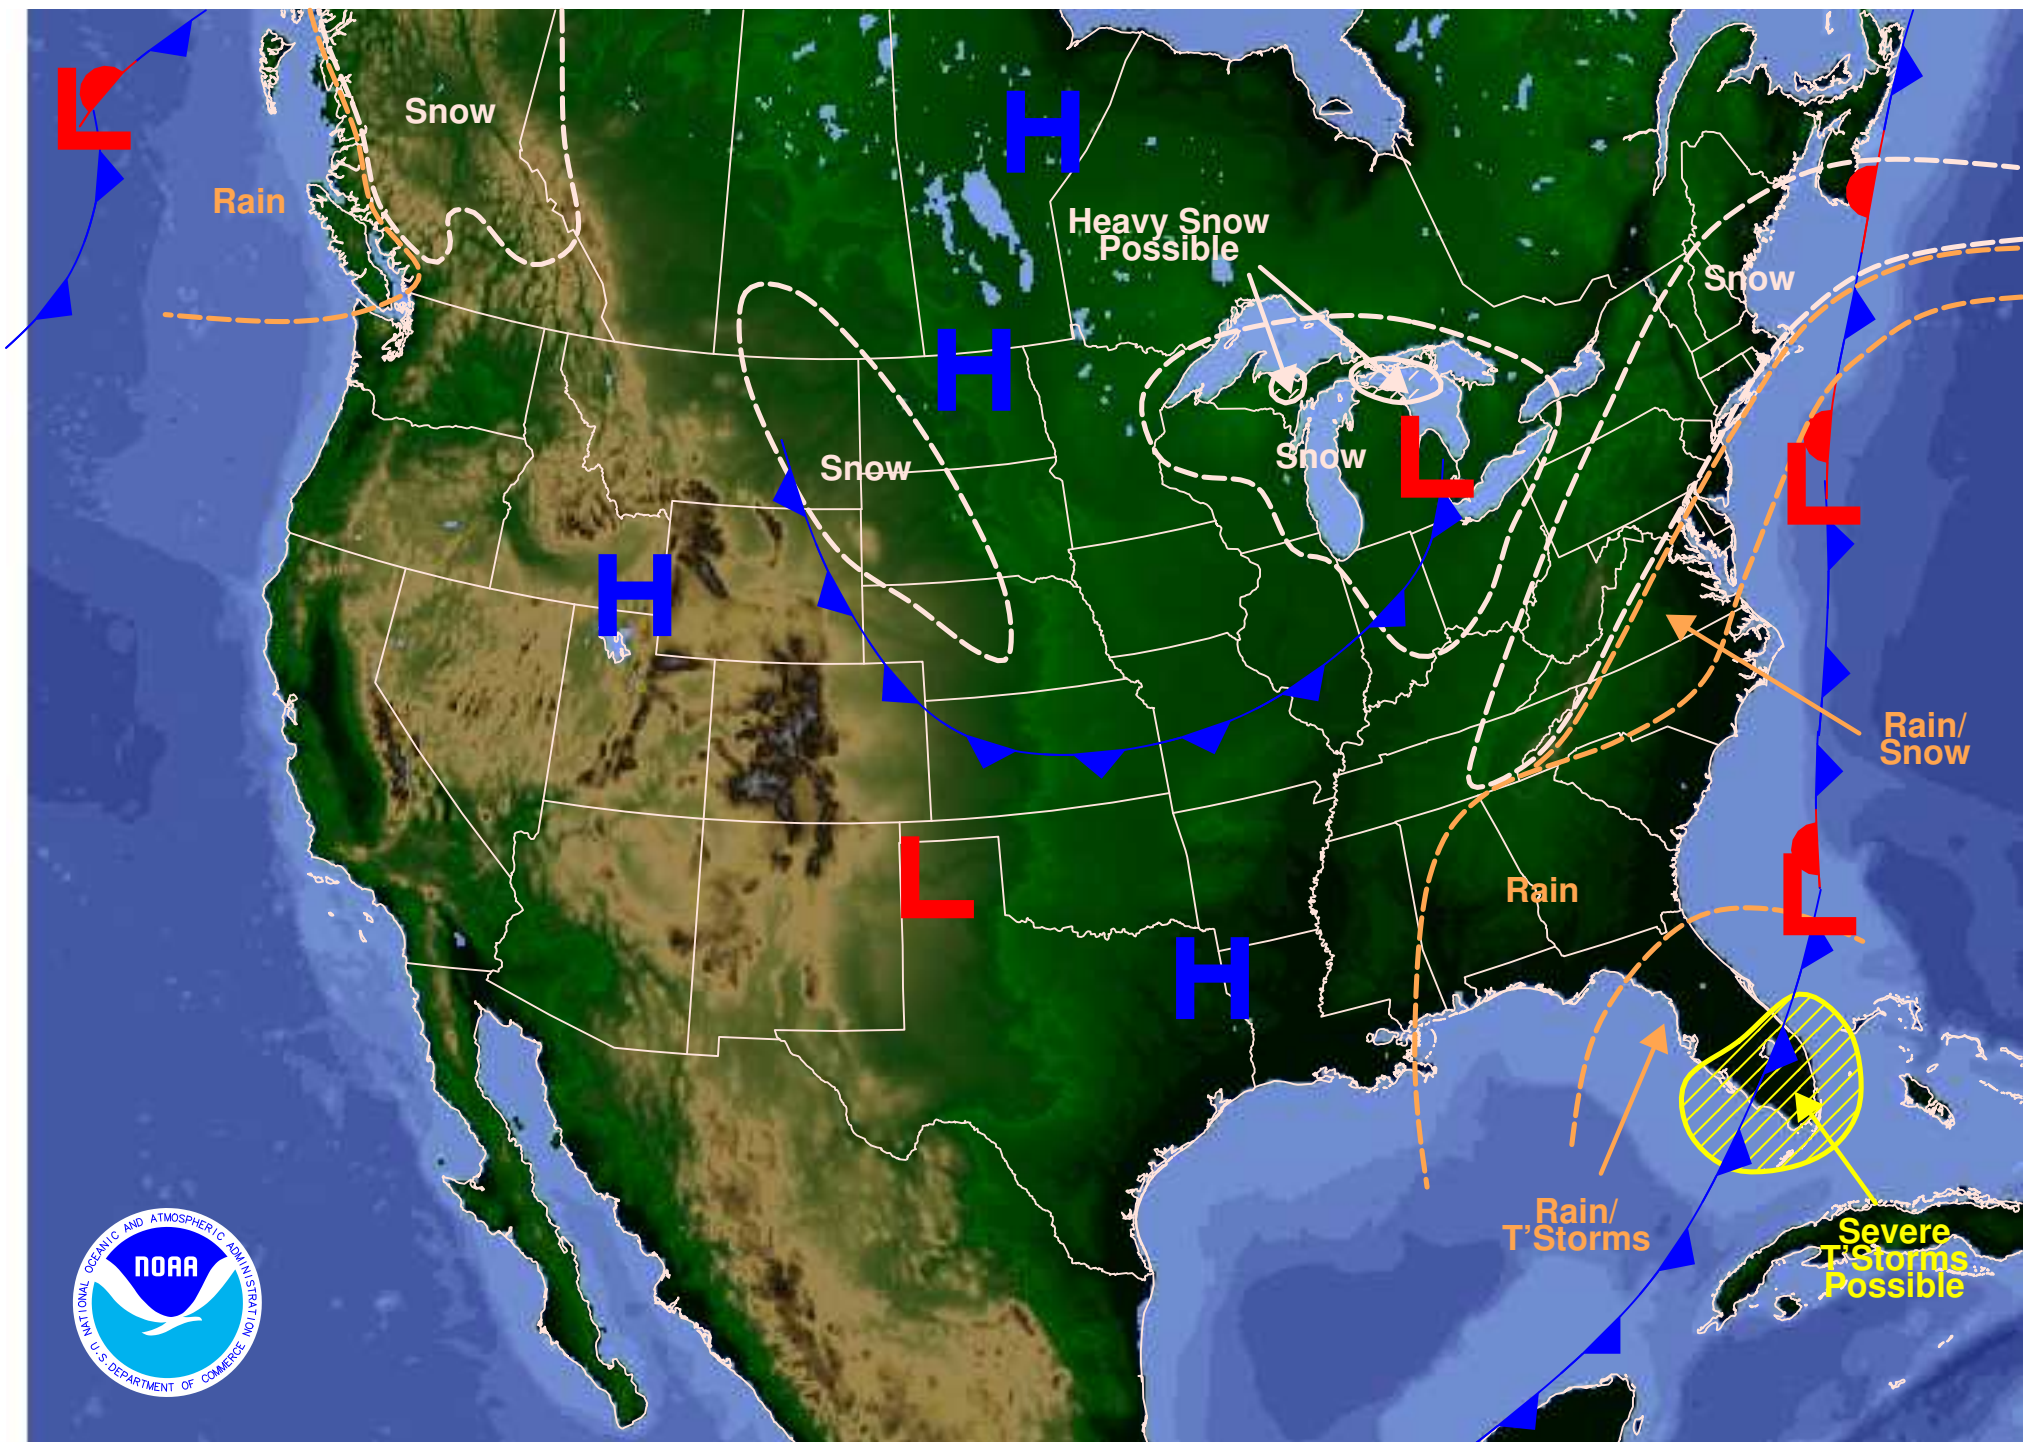 L
Snow
H
Rain
Heavy Snow
Possible
Snow
H
Snow
Snow
L
L
H
Rain/
Snow
L
Rain
L
H
Rain/
T'Storms
Severe
T'Storms
Possible
NATIONAL OCEANIC AND ATMOSPHERIC ADMINISTRATION
NOAA
U.S. DEPARTMENT OF COMMERCE